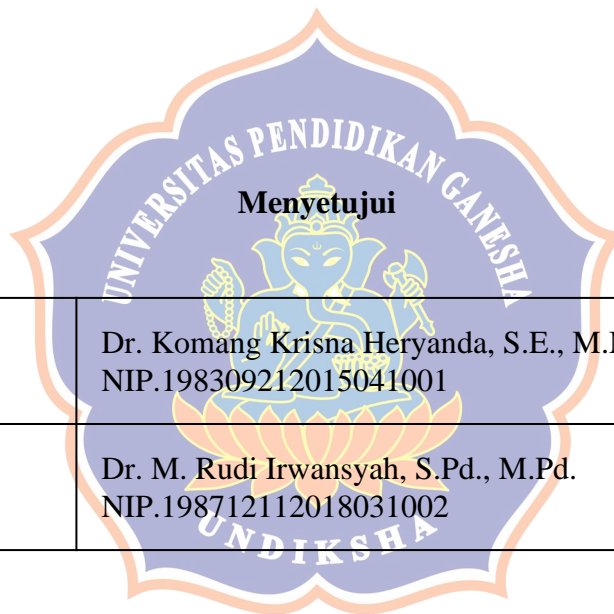 UNIVERSITAS PENDIDIKAN GANESHA
Menyetujui
Dr. Komang Krisna Heryanda, S.E., M.
NIP.198309212015041001
Dr. M. Rudi Irwansyah, S.Pd., M.Pd.
NIP.198712112018031002
UNDIKSHA